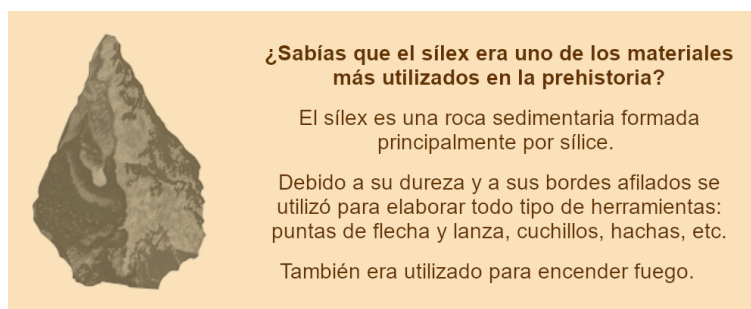 ¿Sabías que el sílex era uno de los materiales
más utilizados en la prehistoria?
El sílex es una roca sedimentaria formada
principalmente por sílice.
Debido a su dureza y a sus bordes afilados se
utilizó para elaborar todo tipo de herramientas:
puntas de flecha y lanza, cuchillos, hachas, etc.
También era utilizado para encender fuego.